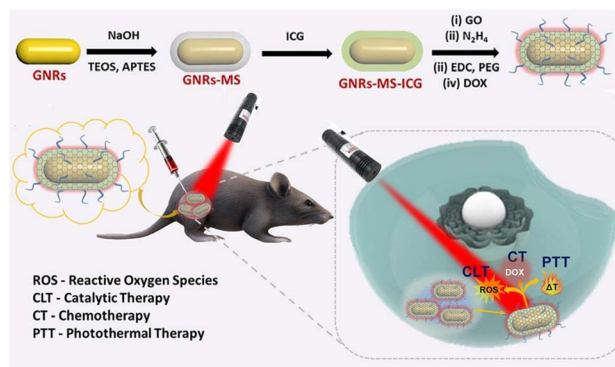 GNRs
NaOH
TEOS, APTES
GNRs-MS
ICG
GNRs-MS-ICG
(i) GO
(ii) N₂H₄
(ii) EDC, PEG
(iv) DOX
ROS - Reactive Oxygen Species
CLT - Catalytic Therapy
CT - Chemotherapy
PTT - Photothermal Therapy
CLT
ROS
CT
DOX
PTT
ΔT